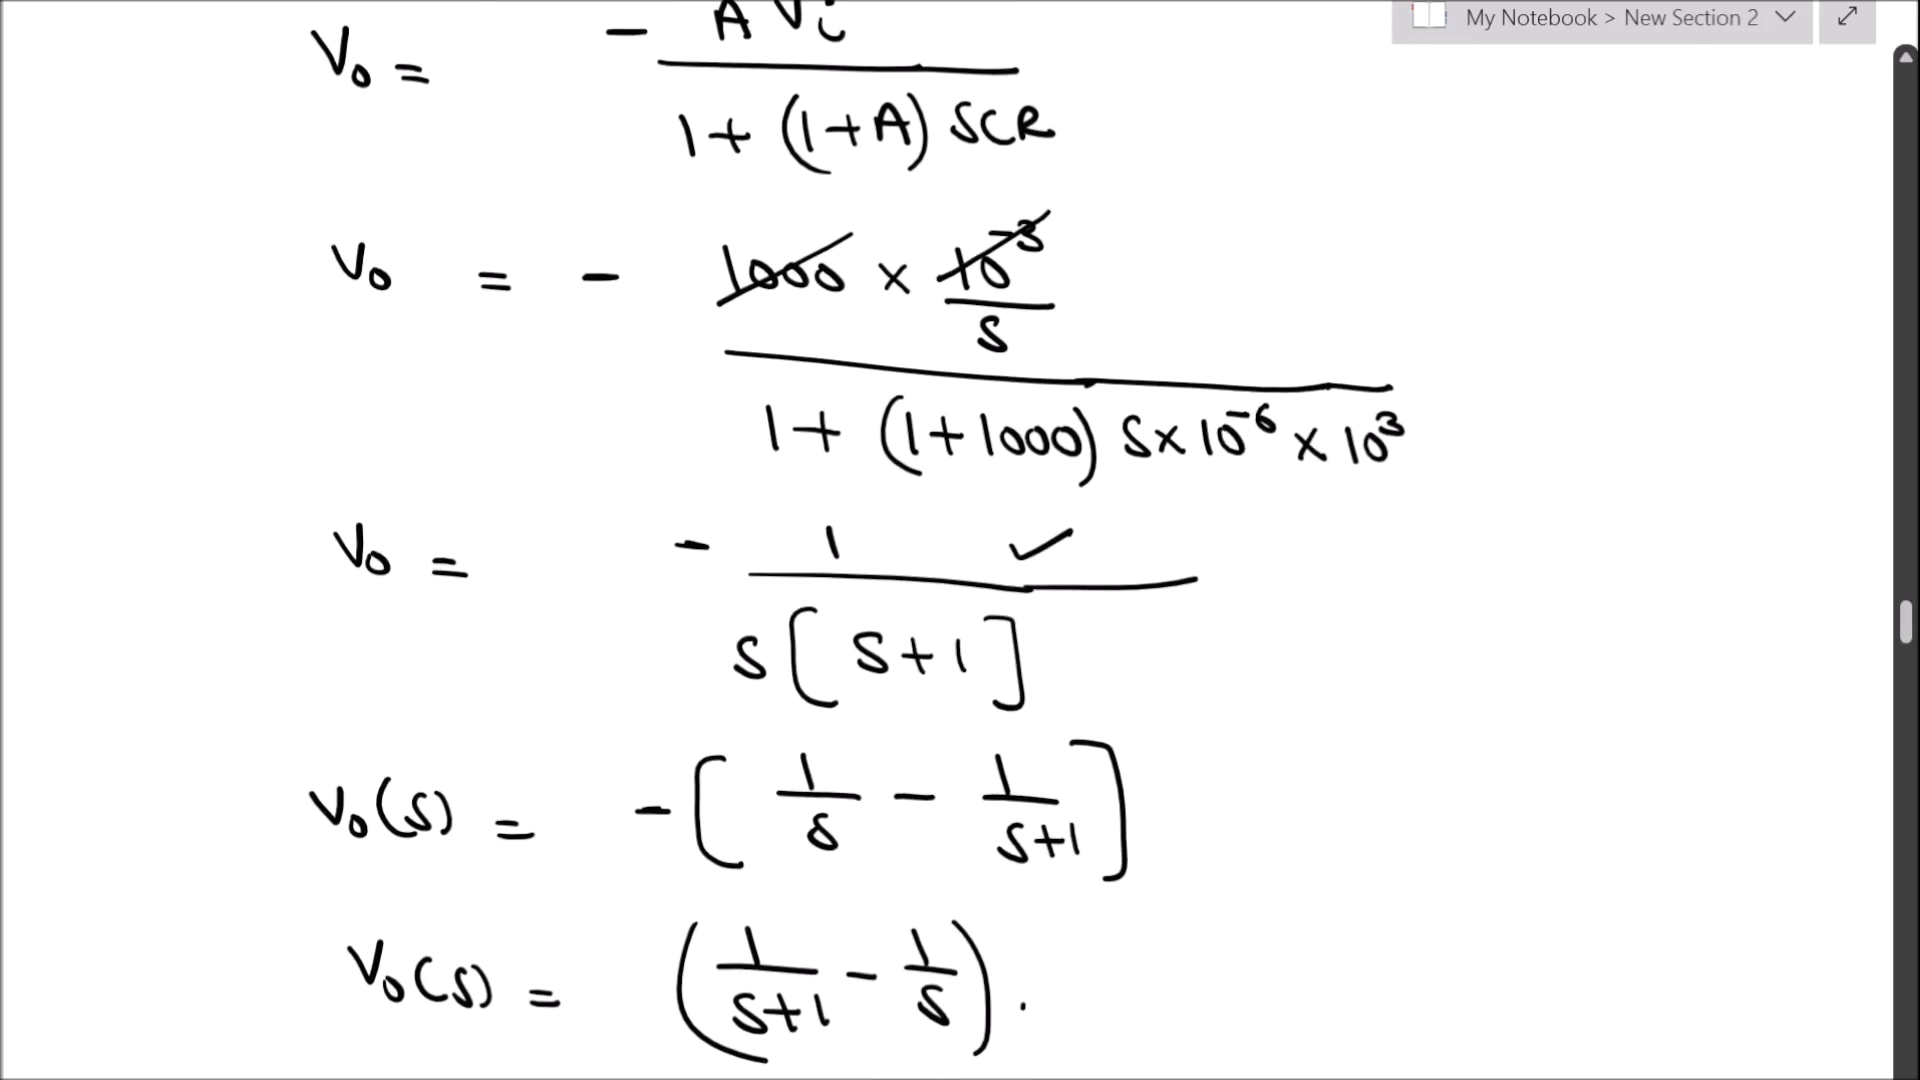 My Notebook > New Section 2
V₀ = - A Vi / 1 + (1+A) SCR
V₀ = - 1000 × 10⁻³/S / 1 + (1+1000) S × 10⁻⁶ × 10³
V₀ = - 1 ✓ / S[S+1]
V₀(S) = -[1/S - 1/S+1]
V₀(S) = (1/S+1 - 1/S).